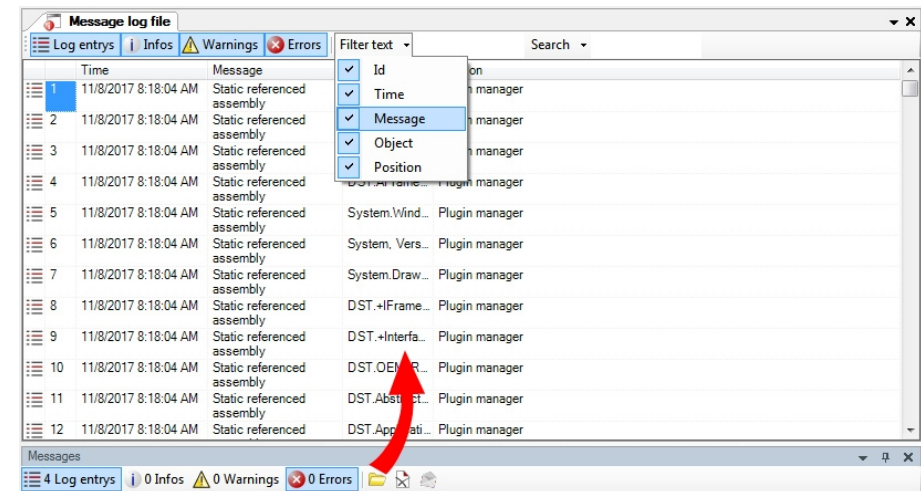 Message log file
Log entrys Infos Warnings Errors Filter text Search
Time Message
Id
Time
Message
Object
Position
1 11/8/2017 8:18:04 AM Static referenced manager
assembly
2 11/8/2017 8:18:04 AM Static referenced manager
assembly
3 11/8/2017 8:18:04 AM Static referenced manager
assembly
4 11/8/2017 8:18:04 AM Static referenced Plugin manager
assembly
5 11/8/2017 8:18:04 AM Static referenced System.Wind... Plugin manager
assembly
6 11/8/2017 8:18:04 AM Static referenced System, Vers... Plugin manager
assembly
7 11/8/2017 8:18:04 AM Static referenced System.Draw... Plugin manager
assembly
8 11/8/2017 8:18:04 AM Static referenced DST.+IFrame... Plugin manager
assembly
9 11/8/2017 8:18:04 AM Static referenced DST.+Interfa... Plugin manager
assembly
10 11/8/2017 8:18:04 AM Static referenced Plugin manager
assembly
11 11/8/2017 8:18:04 AM Static referenced Plugin manager
assembly
12 11/8/2017 8:18:04 AM Static referenced Plugin manager
Messages
4 Log entrys 0 Infos 0 Warnings 0 Errors